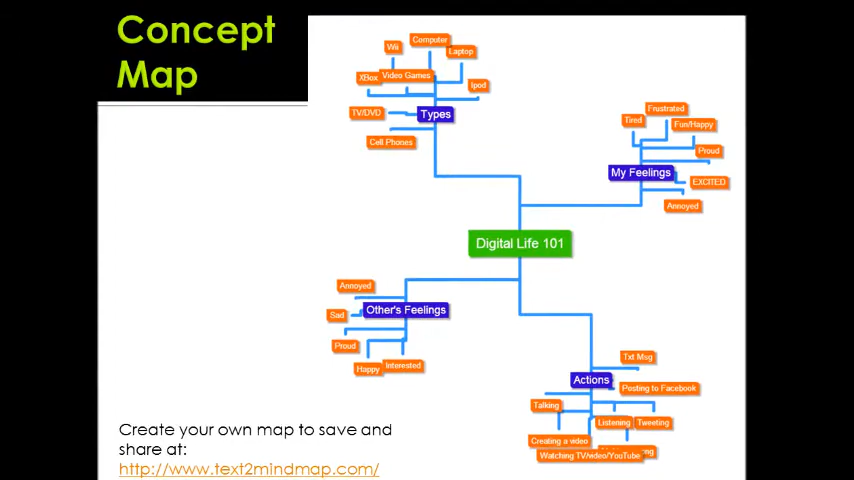 Concept
Map
Wii
Computer
Laptop
XBox
Video Games
Ipod
TV/DVD
Types
Cell Phones
Tired
Frustrated
Fun/Happy
Proud
My Feelings
EXCITED
Annoyed
Digital Life 101
Annoyed
Sad
Other's Feelings
Proud
Happy
Interested
Txt Msg
Actions
Posting to Facebook
Talking
Listening
Tweeting
Creating a video
Watching TV/video/YouTube
Create your own map to save and
share at:
http://www.text2mindmap.com/